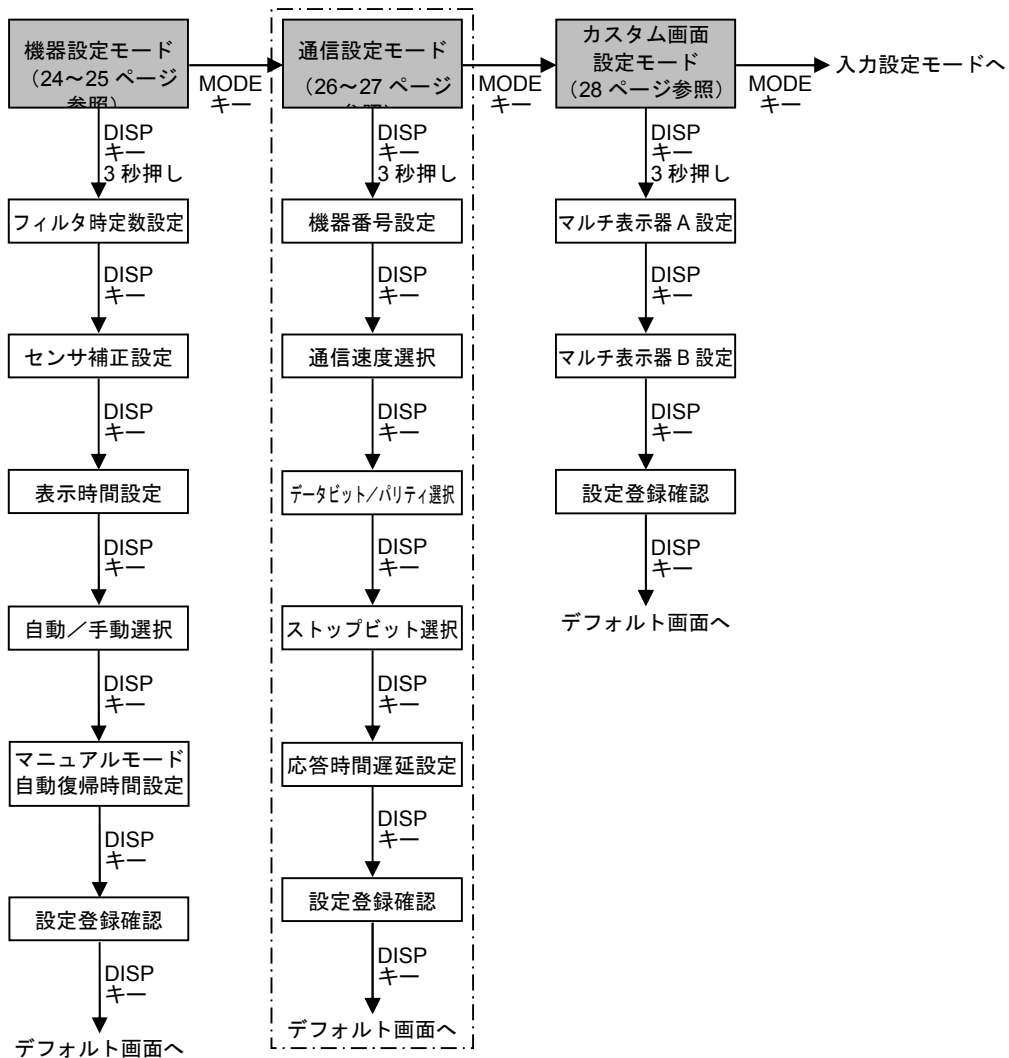 機器設定モード
（24～25 ページ
参照）
MODE
キー
通信設定モード
（26～27 ページ
参照）
MODE
キー
カスタム画面
設定モード
（28 ページ参照）
MODE
キー
入力設定モードへ
DISP
キー
3 秒押し
フィルタ時定数設定
DISP
キー
センサ補正設定
DISP
キー
表示時間設定
DISP
キー
自動／手動選択
DISP
キー
マニュアルモード
自動復帰時間設定
DISP
キー
設定登録確認
DISP
キー
デフォルト画面へ
DISP
キー
3 秒押し
機器番号設定
DISP
キー
通信速度選択
DISP
キー
データビット／パリティ選択
DISP
キー
ストップビット選択
DISP
キー
応答時間遅延設定
DISP
キー
設定登録確認
DISP
キー
デフォルト画面へ
DISP
キー
3 秒押し
マルチ表示器 A 設定
DISP
キー
マルチ表示器 B 設定
DISP
キー
設定登録確認
DISP
キー
デフォルト画面へ